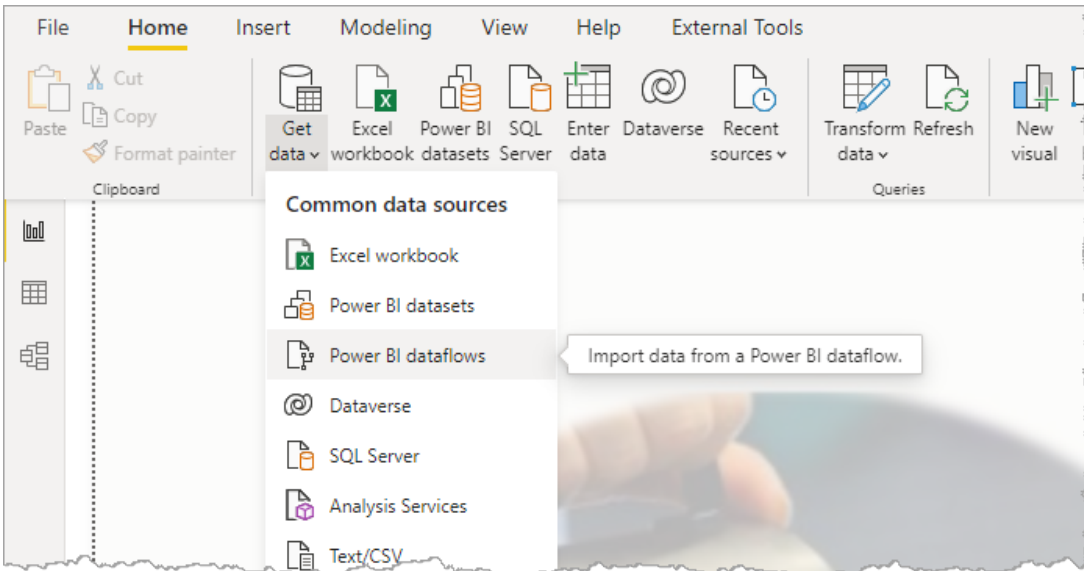 File Home Insert Modeling View Help External Tools
Paste
Cut
Copy
Format painter
Clipboard
Get
data
Excel
workbook
Power BI
datasets
SQL
Server
Enter
data
Dataverse
Recent
sources
Transform
data
Refresh
Queries
New
visual
Common data sources
Excel workbook
Power BI datasets
Power BI dataflows
Import data from a Power BI dataflow.
Dataverse
SQL Server
Analysis Services
Text/CSV